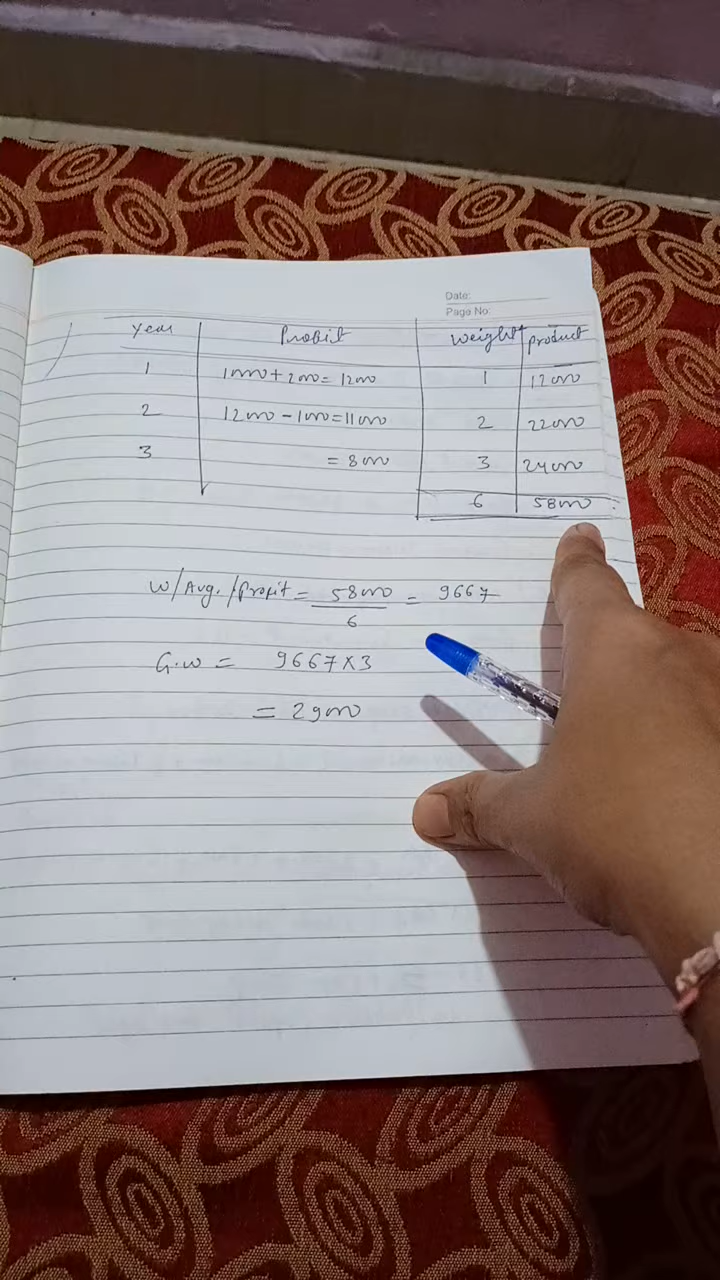 Date:
Page No:
Year Profit Weight Product
1 10000+2000=12000 1 12000
2 12000-1000=11000 2 22000
3 =8000 3 24000
6 58000
W/Avg./Profit = 58000 = 9667
6
G.W = 9667×3
= 29000